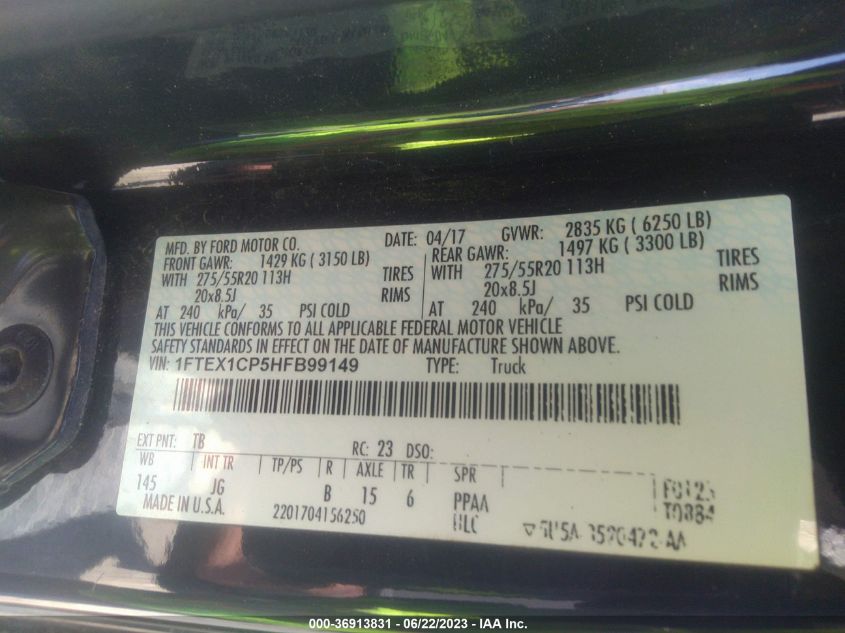 MFD. BY FORD MOTOR CO. DATE: 04/17 GVWR: 2835 KG ( 6250 LB)
FRONT GAWR: 1429 KG ( 3150 LB) REAR GAWR: 1497 KG ( 3300 LB)
WITH 275/55R20 113H TIRES WITH 275/55R20 113H TIRES
20x8.5J RIMS 20x8.5J RIMS
AT 240 kPa/ 35 PSI COLD AT 240 kPa/ 35 PSI COLD
THIS VEHICLE CONFORMS TO ALL APPLICABLE FEDERAL MOTOR VEHICLE
SAFETY STANDARDS IN EFFECT ON THE DATE OF MANUFACTURE SHOWN ABOVE.
VIN: 1FTEX1CP5HFB99149 TYPE: Truck
EXT PNT: TB RC: 23 DSO:
WB INT TR TP/PS R AXLE TR SPR
145 JG B 15 6 PPAA
MADE IN U.S.A. 2201704156250
000-36913831 - 06/22/2023 - IAA Inc.